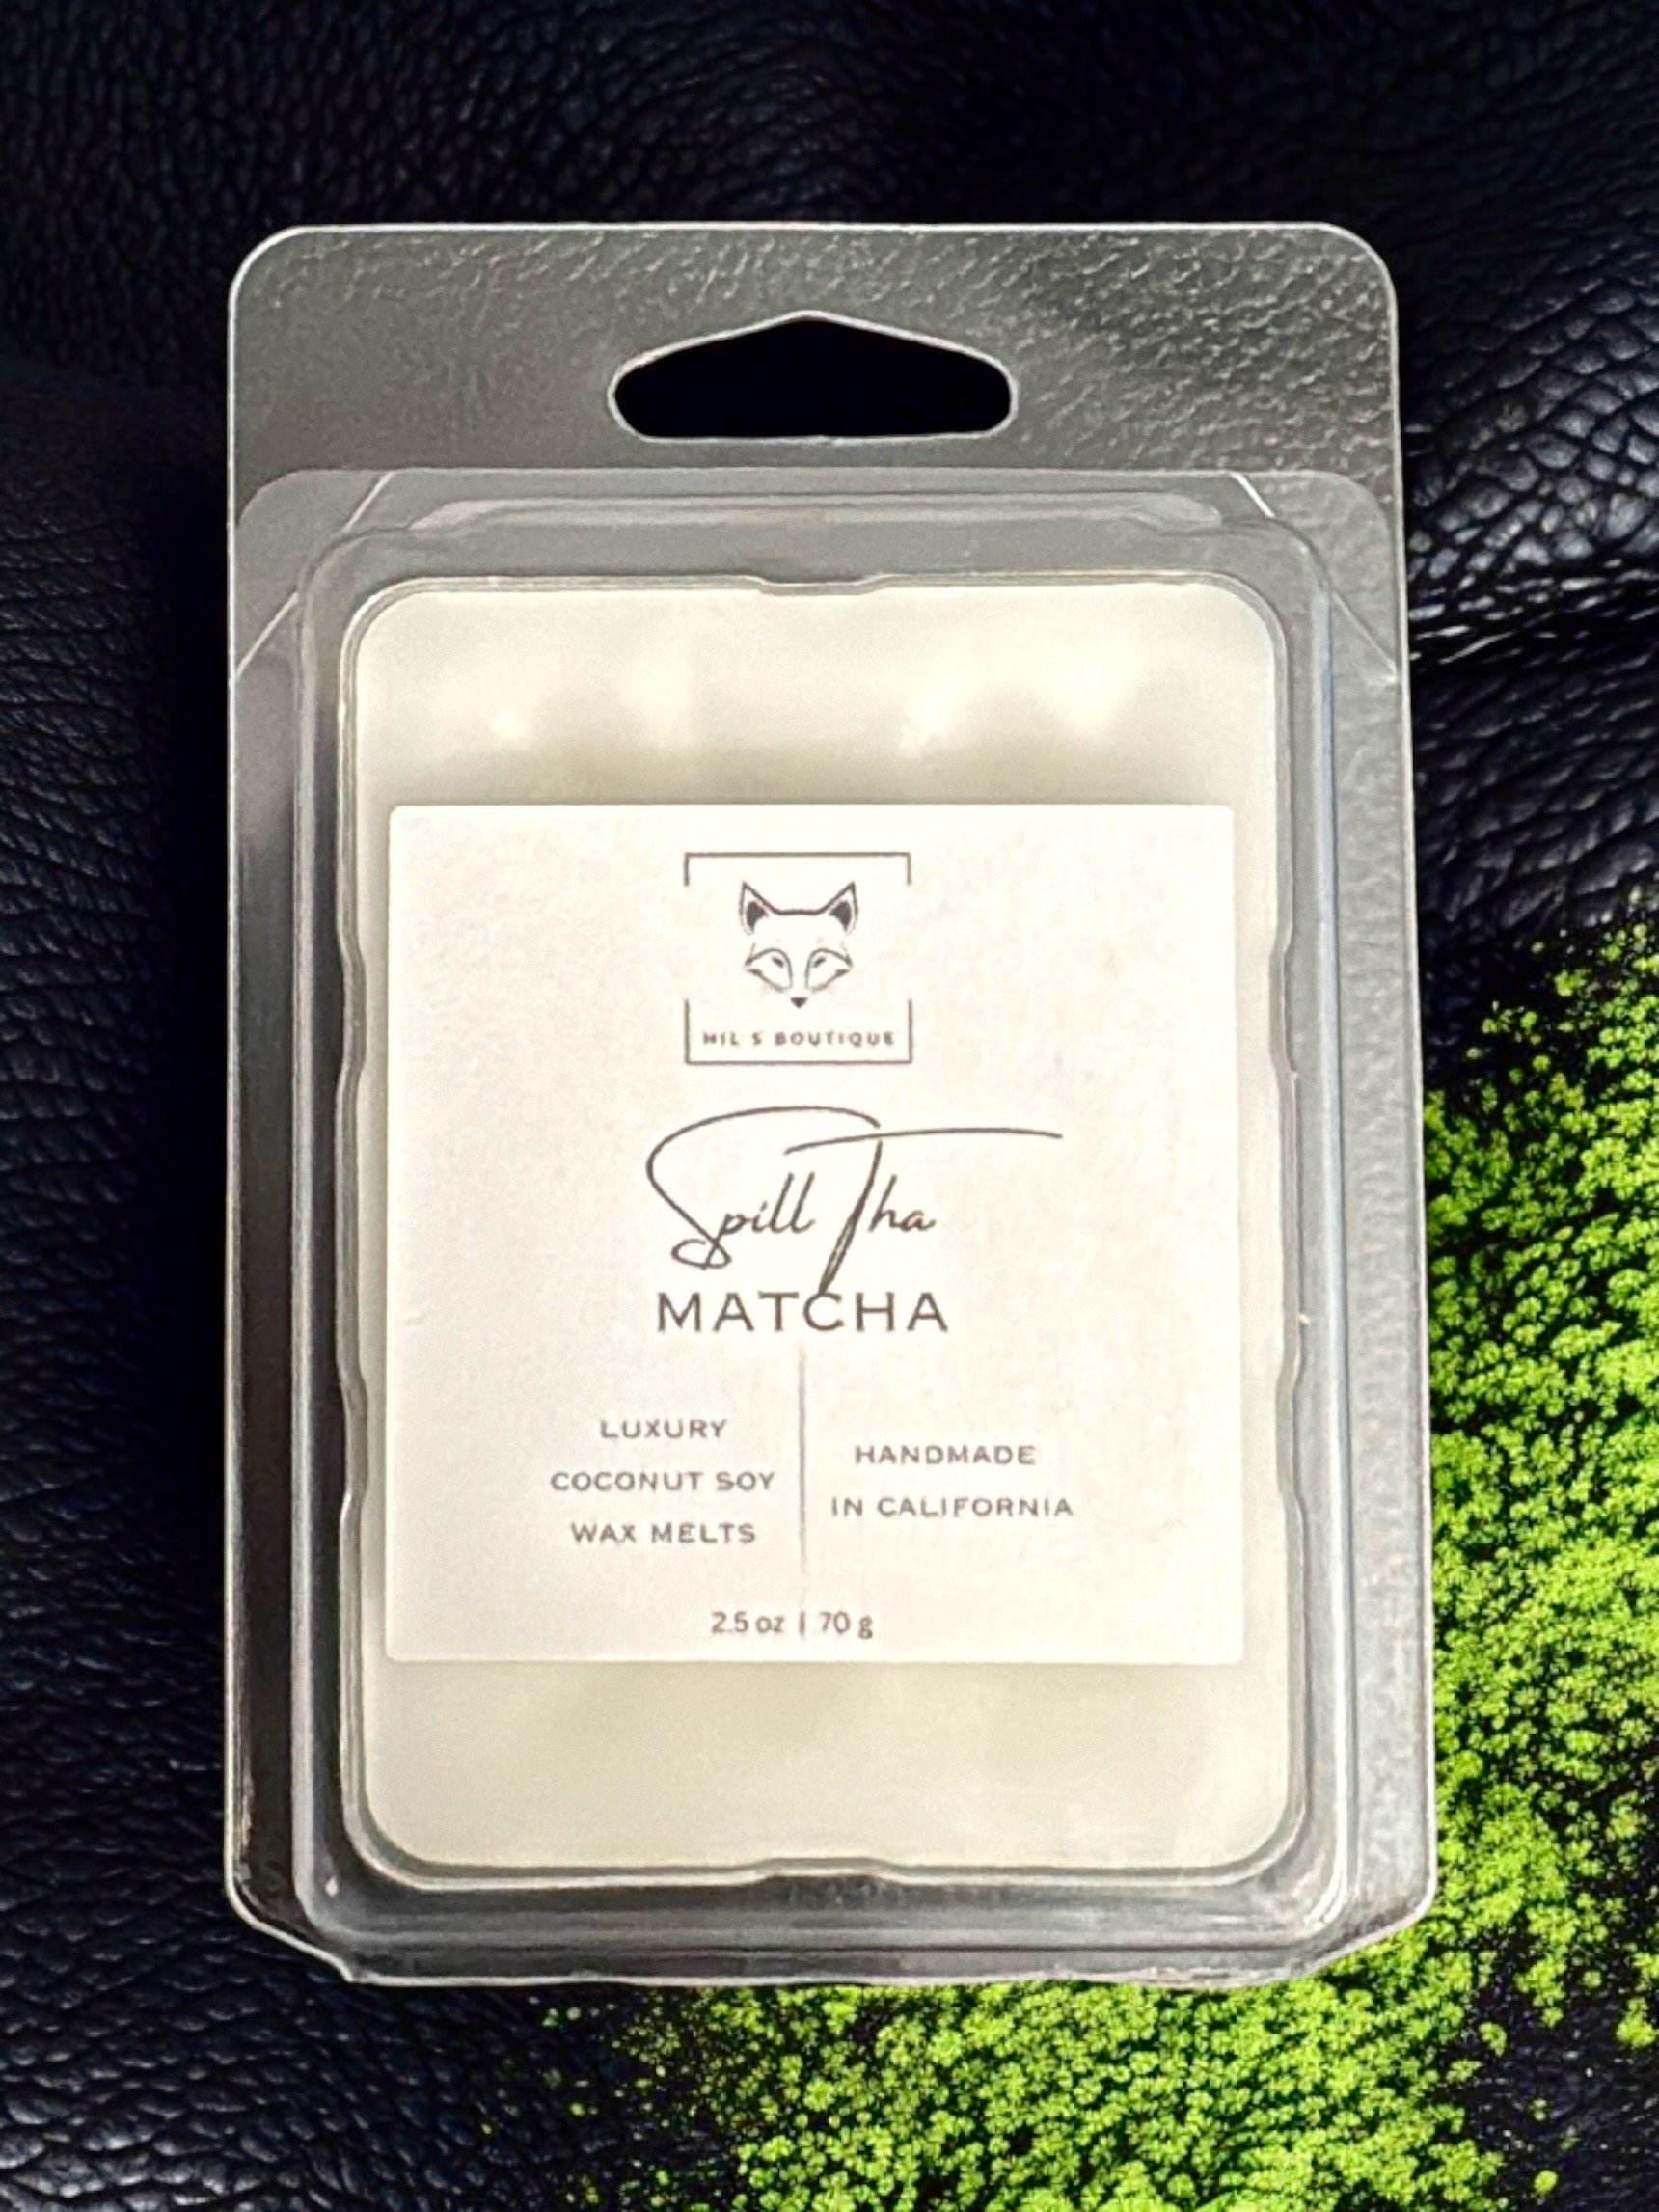 HIL S BOUTIQUE
Spill Tha
MATCHA
LUXURY
COCONUT SOY
WAX MELTS
HANDMADE
IN CALIFORNIA
2.5 oz | 70 g